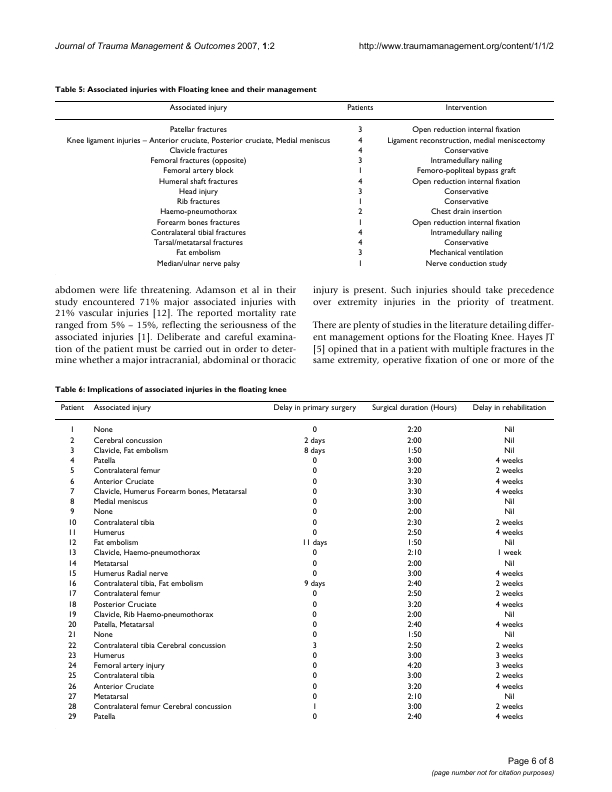 Journal of Trauma Management & Outcomes 2007, 1:2 http://www.traumamanagement.org/content/1/1/2
Table 5: Associated injuries with Floating knee and their management
Associated injury Patients Intervention
Patellar fractures 3 Open reduction internal fixation
Knee ligament injuries – Anterior cruciate, Posterior cruciate, Medial meniscus 4 Ligament reconstruction, medial meniscectomy
Clavicle fractures 4 Conservative
Femoral fractures (opposite) 3 Intramedullary nailing
Femoral artery block 1 Femoro-popliteal bypass graft
Humeral shaft fractures 4 Open reduction internal fixation
Head injury 3 Conservative
Rib fractures 1 Conservative
Haemo-pneumothorax 2 Chest drain insertion
Forearm bones fractures 1 Open reduction internal fixation
Contralateral tibial fractures 4 Intramedullary nailing
Tarsal/metatarsal fractures 4 Conservative
Fat embolism 3 Mechanical ventilation
Median/ulnar nerve palsy 1 Nerve conduction study
abdomen were life threatening. Adamson et al in their
study encountered 71% major associated injuries with
21% vascular injuries [12]. The reported mortality rate
ranged from 5% – 15%, reflecting the seriousness of the
associated injuries [1]. Deliberate and careful examina-
tion of the patient must be carried out in order to deter-
mine whether a major intracranial, abdominal or thoracic
injury is present. Such injuries should take precedence
over extremity injuries in the priority of treatment.
There are plenty of studies in the literature detailing differ-
ent management options for the Floating Knee. Hayes JT
[5] opined that in a patient with multiple fractures in the
same extremity, operative fixation of one or more of the
Table 6: Implications of associated injuries in the floating knee
Patient Associated injury Delay in primary surgery Surgical duration (Hours) Delay in rehabilitation
1 None 0 2:20 Nil
2 Cerebral concussion 2 days 2:00 Nil
3 Clavicle, Fat embolism 8 days 1:50 Nil
4 Patella 0 3:00 4 weeks
5 Contralateral femur 0 3:20 2 weeks
6 Anterior Cruciate 0 3:30 4 weeks
7 Clavicle, Humerus Forearm bones, Metatarsal 0 3:30 4 weeks
8 Medial meniscus 0 3:00 Nil
9 None 0 2:00 Nil
10 Contralateral tibia 0 2:30 2 weeks
11 Humerus 0 2:50 4 weeks
12 Fat embolism 11 days 1:50 Nil
13 Clavicle, Haemo-pneumothorax 0 2:10 1 week
14 Metatarsal 0 2:00 Nil
15 Humerus Radial nerve 0 3:00 4 weeks
16 Contralateral tibia, Fat embolism 9 days 2:40 2 weeks
17 Contralateral femur 0 2:50 2 weeks
18 Posterior Cruciate 0 3:20 4 weeks
19 Clavicle, Rib Haemo-pneumothorax 0 2:00 Nil
20 Patella, Metatarsal 0 2:40 4 weeks
21 None 0 1:50 Nil
22 Contralateral tibia Cerebral concussion 3 2:50 2 weeks
23 Humerus 0 3:00 3 weeks
24 Femoral artery injury 0 4:20 3 weeks
25 Contralateral tibia 0 3:00 2 weeks
26 Anterior Cruciate 0 3:20 4 weeks
27 Metatarsal 0 2:10 Nil
28 Contralateral femur Cerebral concussion 1 3:00 2 weeks
29 Patella 0 2:40 4 weeks
Page 6 of 8
(page number not for citation purposes)